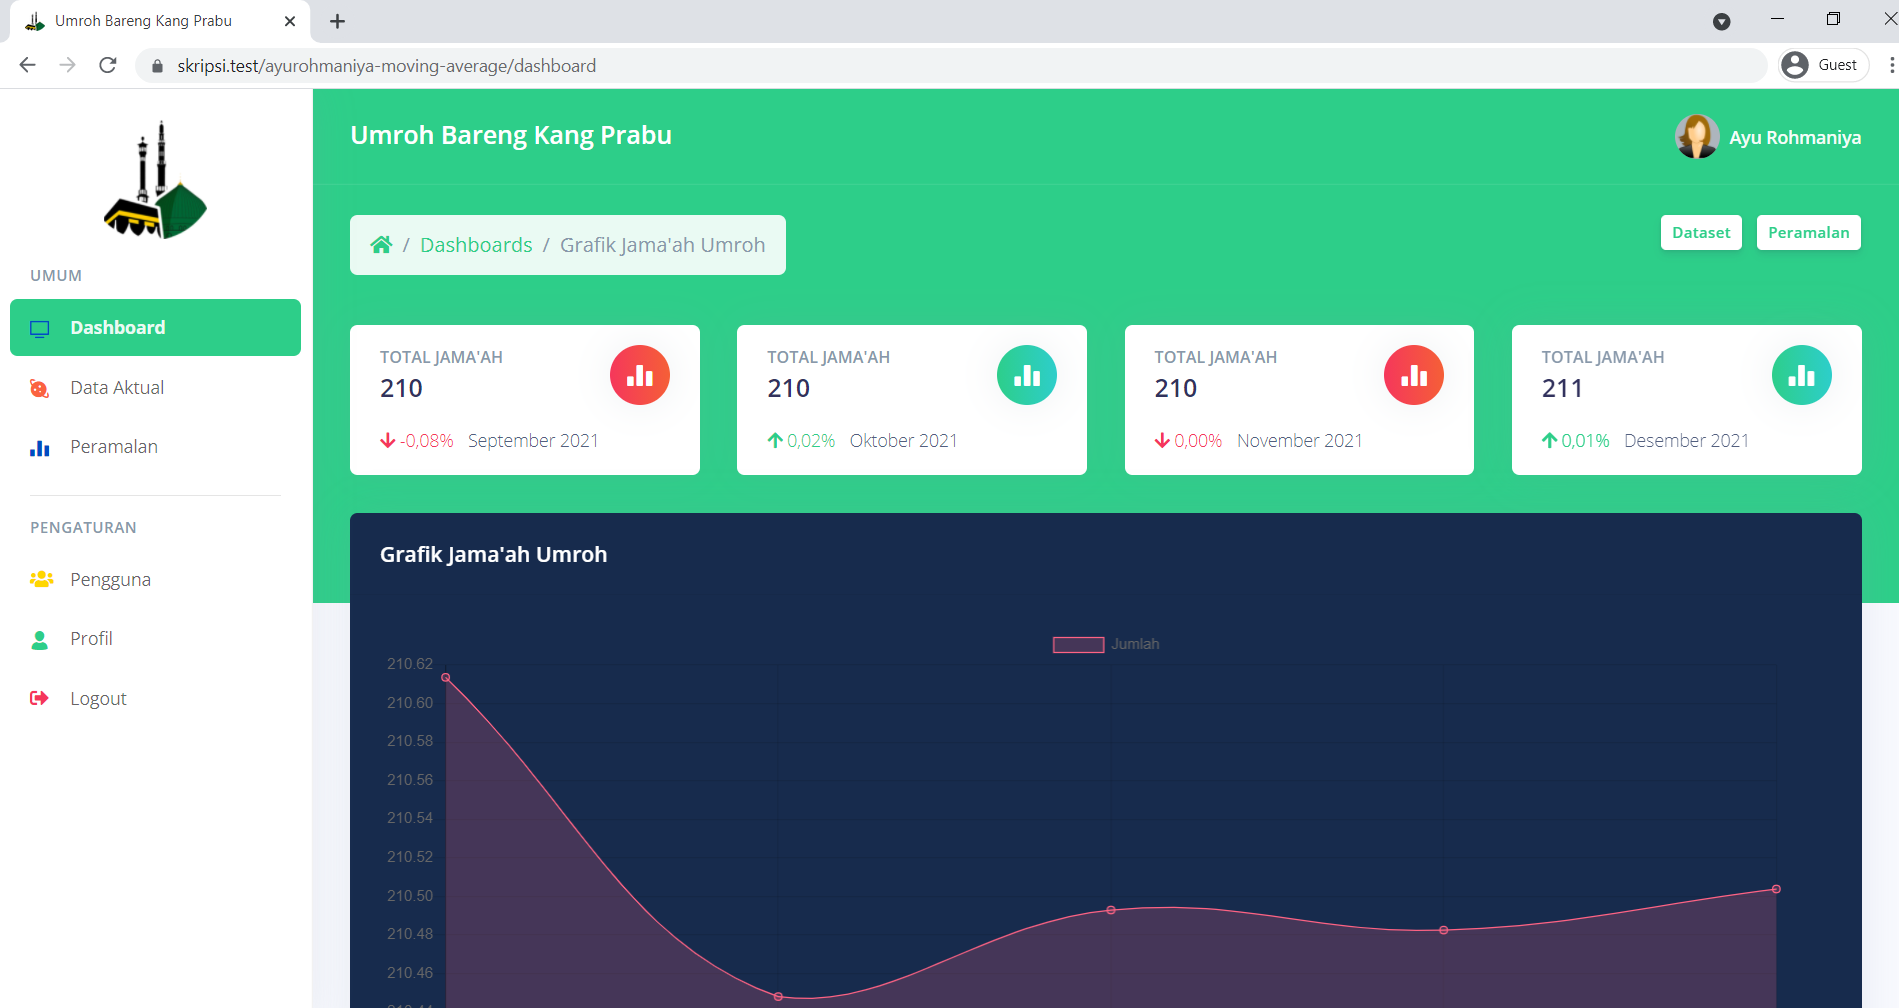 Umroh Bareng Kang Prabu
skripsi.test/ayurohmaniya-moving-average/dashboard
Guest
Umroh Bareng Kang Prabu
Ayu Rohmaniya
/ Dashboards / Grafik Jama'ah Umroh
Dataset
Peramalan
UMUM
Dashboard
Data Aktual
Peramalan
PENGATURAN
Pengguna
Profil
Logout
TOTAL JAMA'AH
210
-0,08% September 2021
TOTAL JAMA'AH
210
0,02% Oktober 2021
TOTAL JAMA'AH
210
0,00% November 2021
TOTAL JAMA'AH
211
0,01% Desember 2021
Grafik Jama'ah Umroh
Jumlah
210.62
210.60
210.58
210.56
210.54
210.52
210.50
210.48
210.46